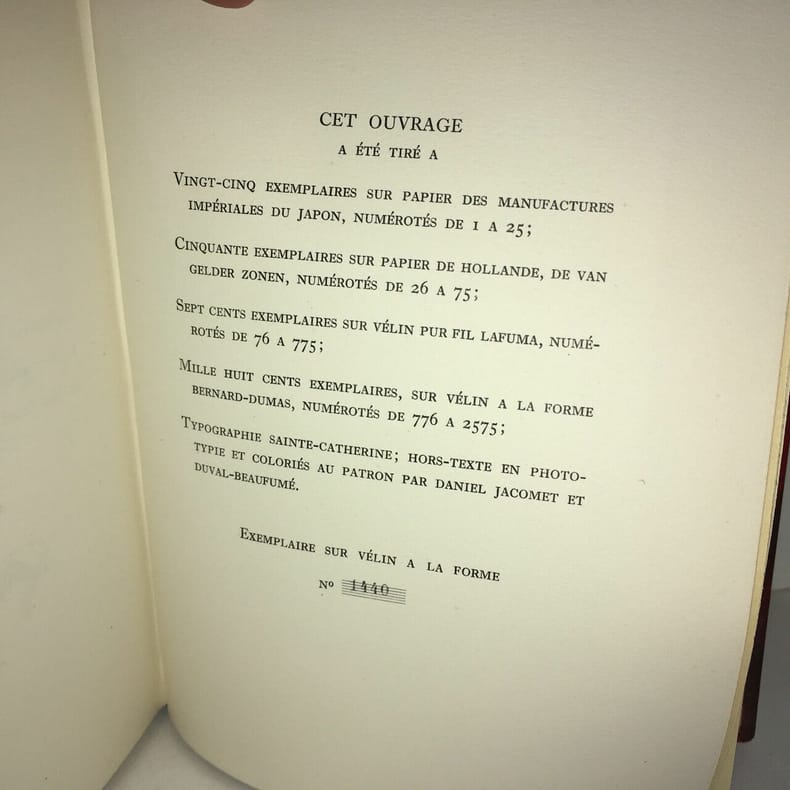 CET OUVRAGE
A ÉTÉ TIRÉ A
VINGT-CINQ EXEMPLAIRES SUR PAPIER DES MANUFACTURES
IMPÉRIALES DU JAPON, NUMÉROTÉS DE 1 A 25;
CINQUANTE EXEMPLAIRES SUR PAPIER DE HOLLANDE, DE VAN
GELDER ZONEN, NUMÉROTÉS DE 26 A 75;
SEPT CENTS EXEMPLAIRES SUR VÉLIN PUR FIL LAFUMA, NUMÉ-
ROTÉS DE 76 A 775;
MILLE HUIT CENTS EXEMPLAIRES, SUR VÉLIN A LA FORME
BERNARD-DUMAS, NUMÉROTÉS DE 776 A 2575;
TYPOGRAPHIE SAINTE-CATHERINE; HORS-TEXTE EN PHOTO-
TYPIE ET COLORIÉS AU PATRON PAR DANIEL JACOMET ET
DUVAL-BEAUFUMÉ.
EXEMPLAIRE SUR VÉLIN A LA FORME
Nº 1440